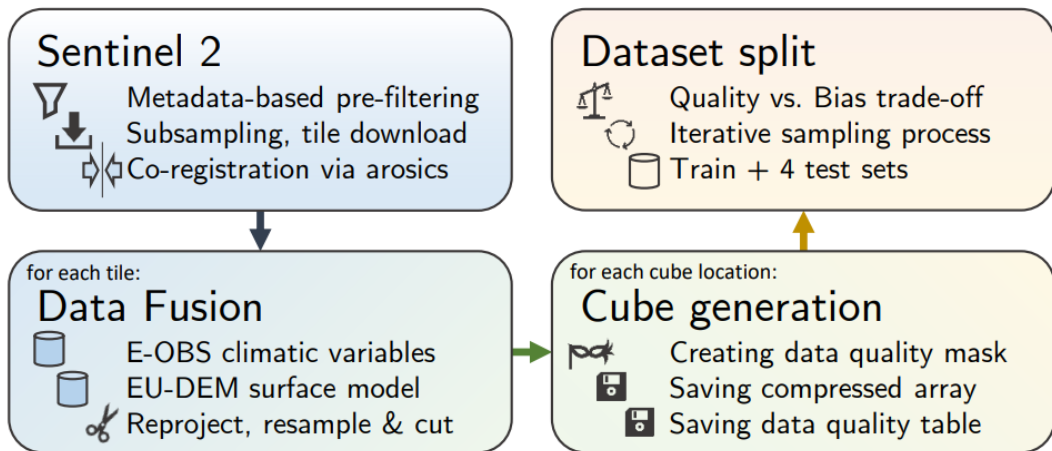 Sentinel 2
Metadata-based pre-filtering
Subsampling, tile download
Co-registration via arosics
for each tile:
Data Fusion
E-OBS climatic variables
EU-DEM surface model
Reproject, resample & cut
for each cube location:
Cube generation
Creating data quality mask
Saving compressed array
Saving data quality table
Dataset split
Quality vs. Bias trade-off
Iterative sampling process
Train + 4 test sets